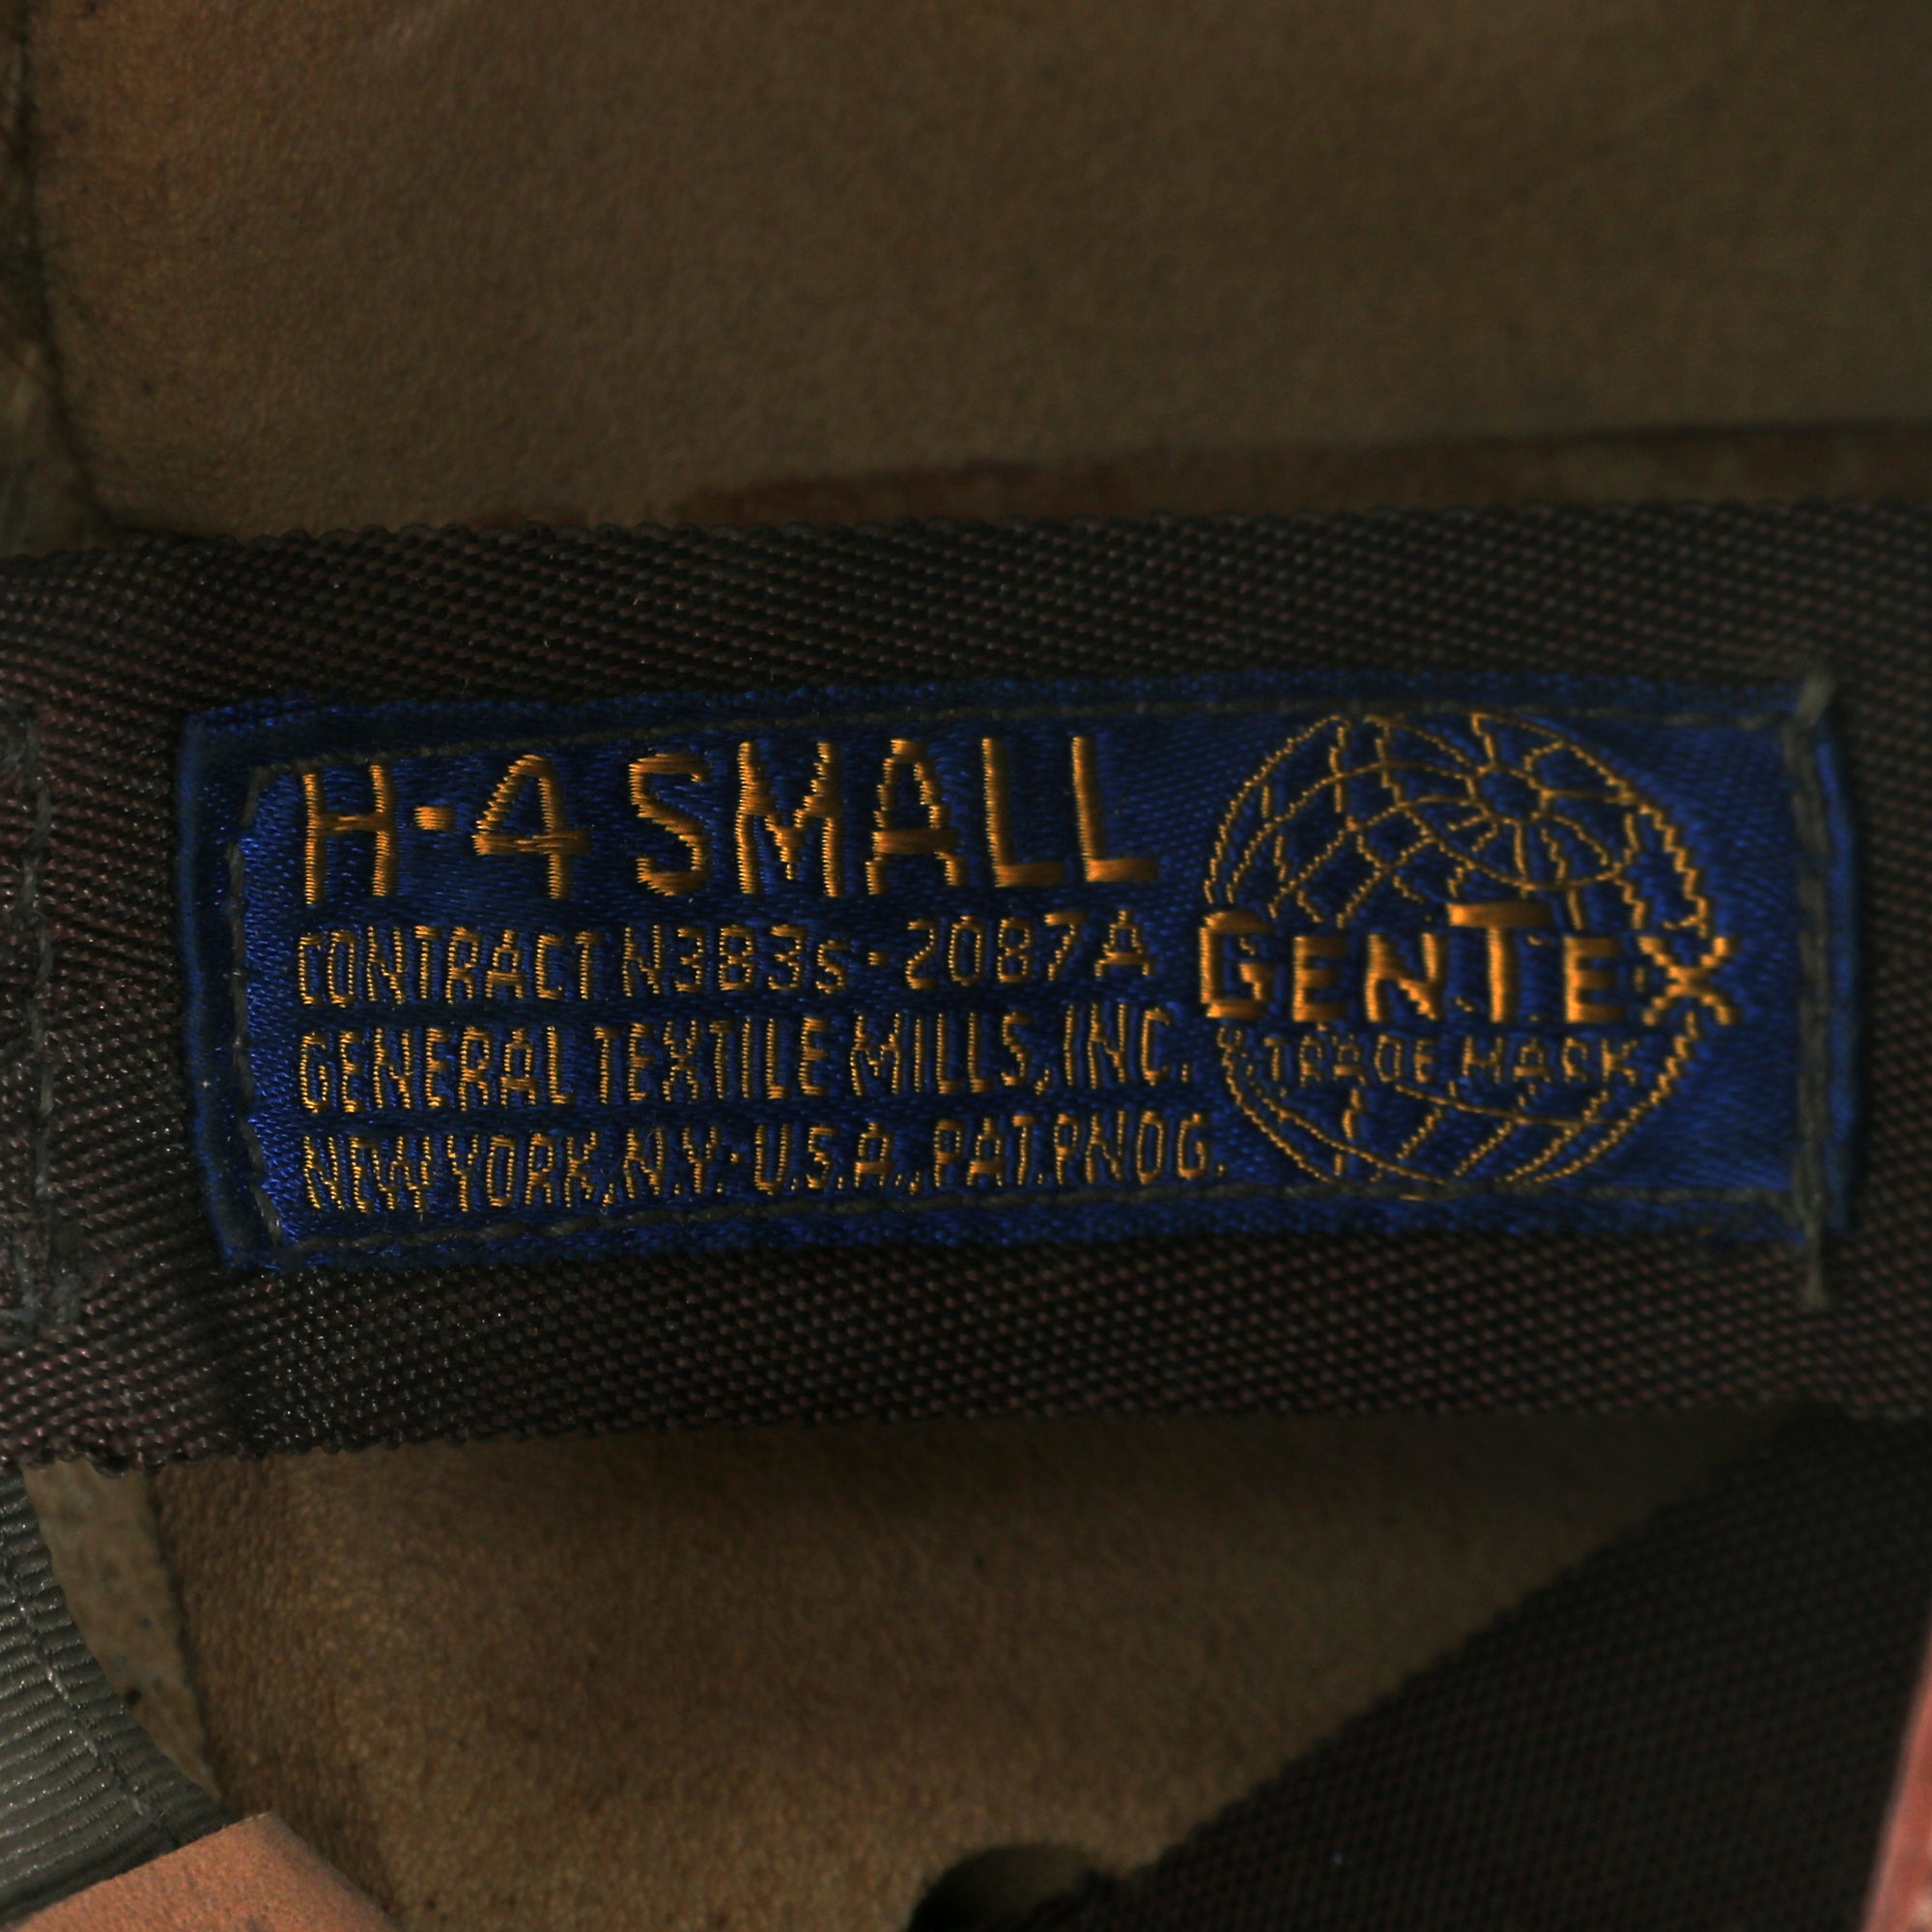 H-4 SMALL
CONTRACT N383s-2087A
GENERAL TEXTILE MILLS, INC.
NEW YORK, N.Y. U.S.A., PAT. PNDG.
GENTEX
TRADE MARK